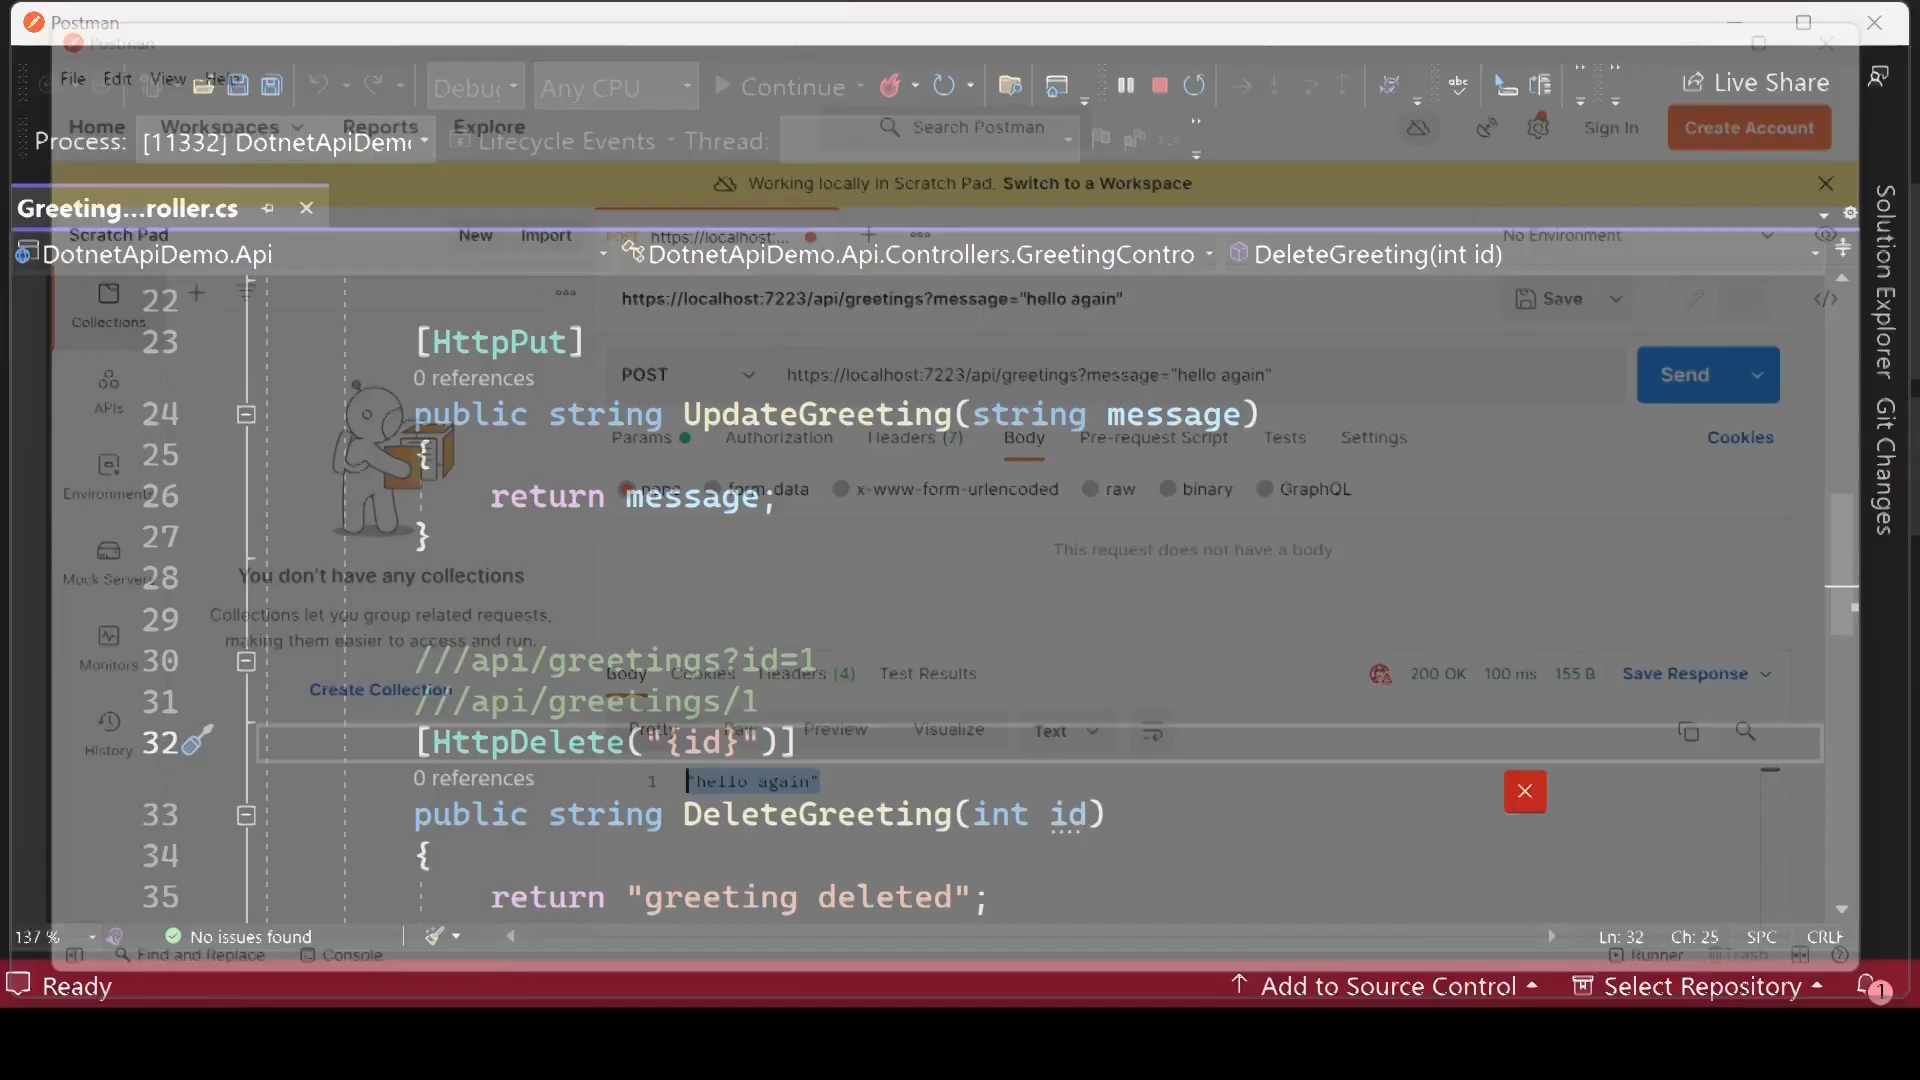 Postman
Postman
File Edit View Help
Debug Any CPU Continue Live Share
Home Workspaces Reports Explore Search Postman Sign In Create Account
Process: [11332] DotnetApiDemo Lifecycle Events Thread:
Working locally in Scratch Pad. Switch to a Workspace
Greeting...roller.cs
Scratch Pad New Import POST https://localhost:... No Environment
DotnetApiDemo.Api DotnetApiDemo.Api.Controllers.GreetingContro DeleteGreeting(int id)
22 https://localhost:7223/api/greetings?message="hello again" Save
Collections
23 [HttpPut]
0 references
POST https://localhost:7223/api/greetings?message="hello again" Send
APIs
24 public string UpdateGreeting(string message)
Params Authorization Headers (7) Body Pre-request Script Tests Settings Cookies
25 {
Environments none form-data x-www-form-urlencoded raw binary GraphQL
26 return message;
27 }
This request does not have a body
28
Mock Server You don't have any collections
29 Collections let you group related requests,
making them easier to access and run.
30 ///api/greetings?id=1
Monitors Body Cookies Headers (4) Test Results 200 OK 100 ms 155 B Save Response
Create Collection
31 ///api/greetings/1
Pretty Raw Preview Visualize Text
32 [HttpDelete("{id}")]
History
0 references
1 "hello again"
33 public string DeleteGreeting(int id)
34 {
35 return "greeting deleted";
137 % No issues found Ln: 32 Ch: 25 SPC CRLF
Find and Replace Console Runner Trash
Ready Add to Source Control Select Repository 1
Solution Explorer
Git Changes